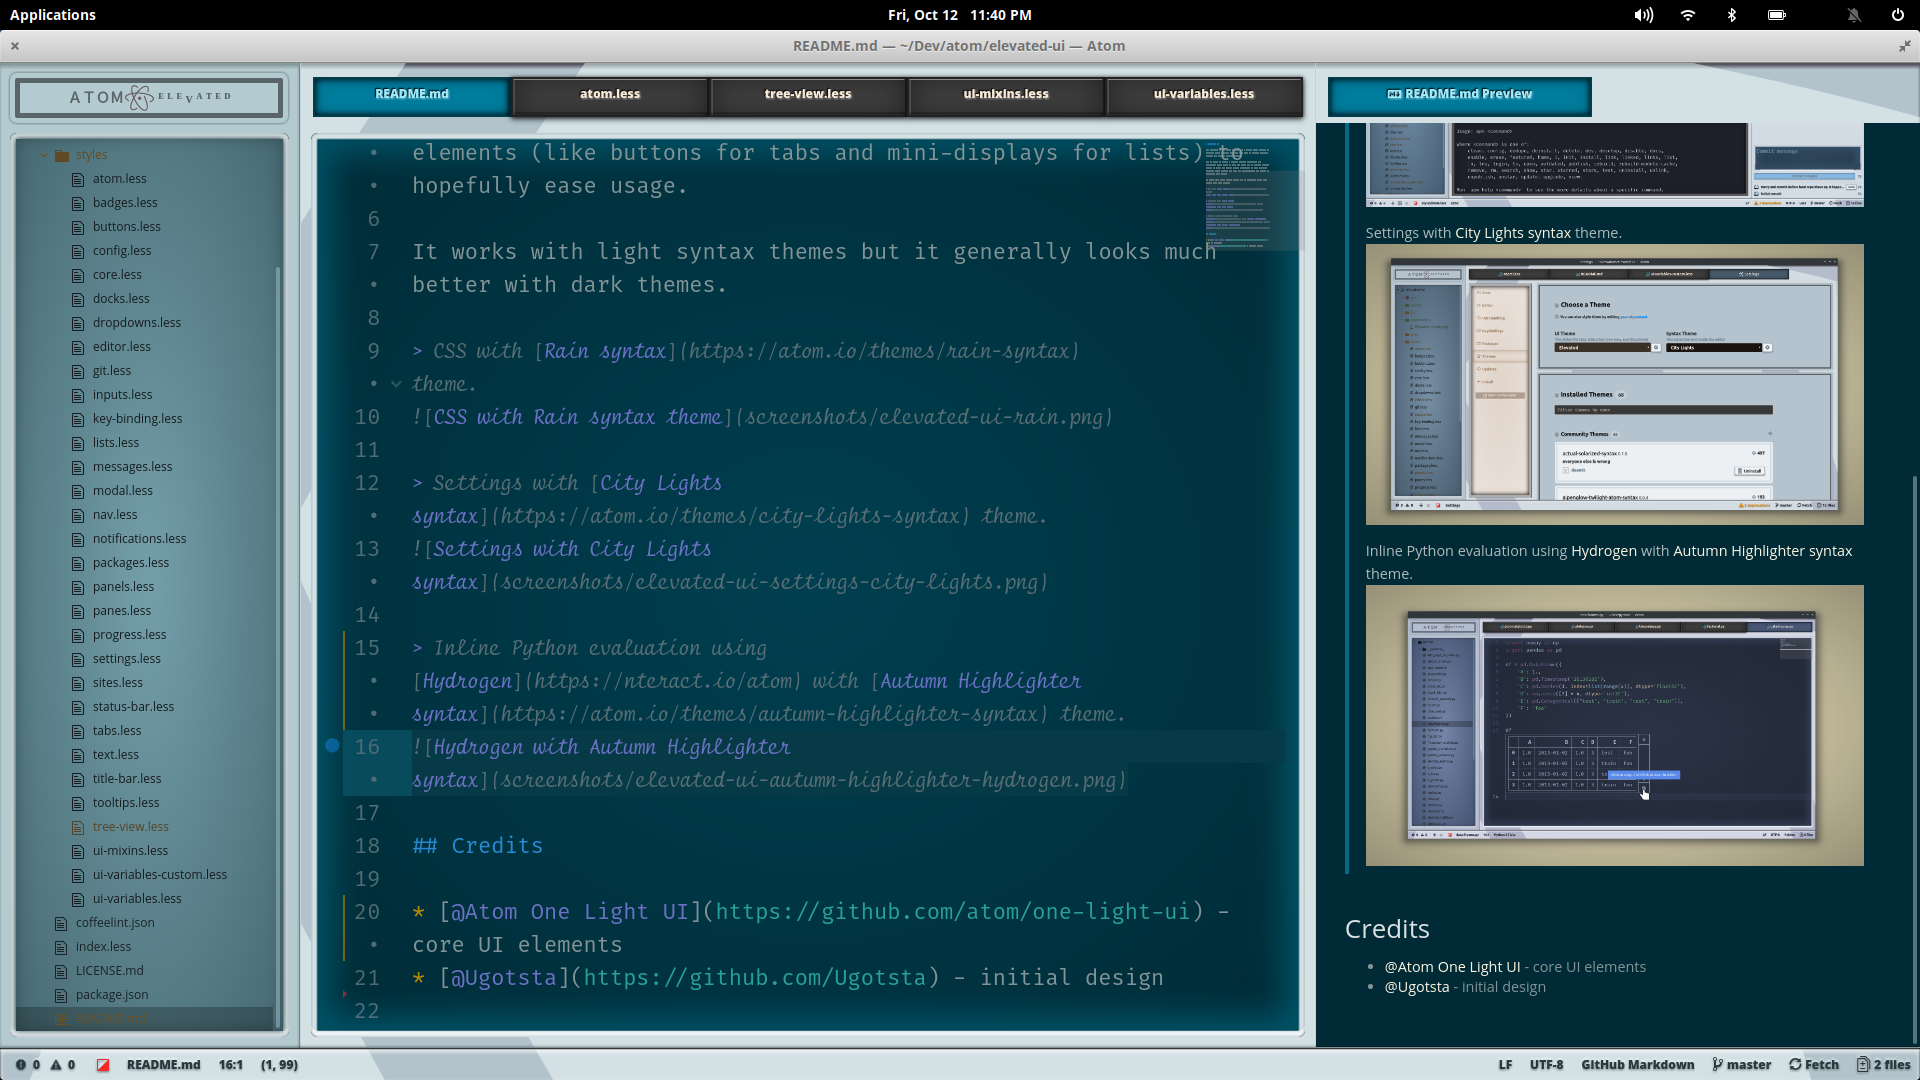 Applications
Fri, Oct 12 11:40 PM
README.md — ~/Dev/atom/elevated-ui — Atom
ATOM ELEVATED
styles
atom.less
badges.less
buttons.less
config.less
core.less
docks.less
dropdowns.less
editor.less
git.less
inputs.less
key-binding.less
lists.less
messages.less
modal.less
nav.less
notifications.less
packages.less
panels.less
panes.less
progress.less
settings.less
sites.less
status-bar.less
tabs.less
text.less
title-bar.less
tooltips.less
tree-view.less
ui-mixins.less
ui-variables-custom.less
ui-variables.less
coffeelint.json
index.less
LICENSE.md
package.json
README.md
README.md
atom.less
tree-view.less
ui-mixins.less
ui-variables.less
• elements (like buttons for tabs and mini-displays for lists) to
• hopefully ease usage.
6
7 It works with light syntax themes but it generally looks much
• better with dark themes.
8
9 > CSS with [Rain syntax](https://atom.io/themes/rain-syntax)
• theme.
10 ![CSS with Rain syntax theme](screenshots/elevated-ui-rain.png)
11
12 > Settings with [City Lights
• syntax](https://atom.io/themes/city-lights-syntax) theme.
13 ![Settings with City Lights
• syntax](screenshots/elevated-ui-settings-city-lights.png)
14
15 > Inline Python evaluation using
• [Hydrogen](https://nteract.io/atom) with [Autumn Highlighter
• syntax](https://atom.io/themes/autumn-highlighter-syntax) theme.
16 ![Hydrogen with Autumn Highlighter
• syntax](screenshots/elevated-ui-autumn-highlighter-hydrogen.png)
17
18 ## Credits
19
20 * [@Atom One Light UI](https://github.com/atom/one-light-ui) -
• core UI elements
21 * [@Ugotsta](https://github.com/Ugotsta) - initial design
22
README.md Preview
Settings with City Lights syntax theme.
Choose a Theme
UI Theme
Syntax Theme
Elevated
City Lights
Installed Themes
Community Themes
Uninstall
Inline Python evaluation using Hydrogen with Autumn Highlighter syntax
theme.
Credits
• @Atom One Light UI - core UI elements
• @Ugotsta - initial design
0 0 README.md 16:1 (1, 99)
LF UTF-8 GitHub Markdown master Fetch 2 files